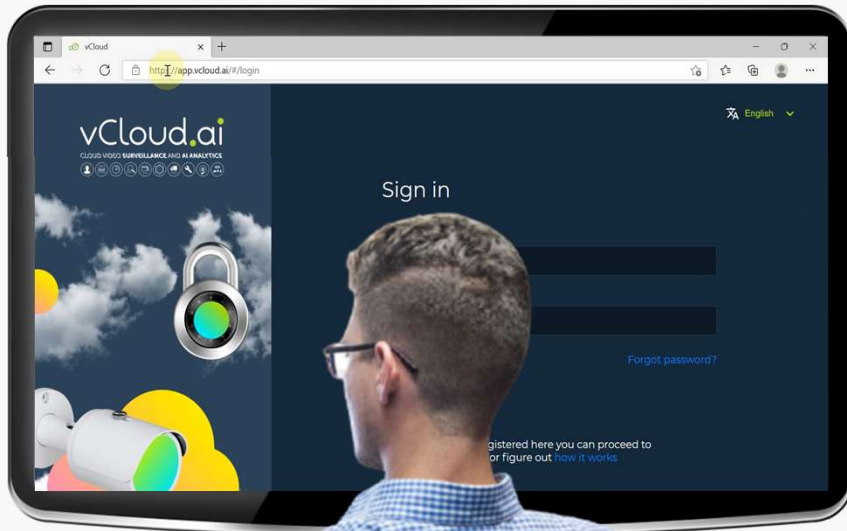 vCloud
http://app.vcloud.ai/#/login
vCloud.ai
CLOUD VIDEO SURVEILLANCE AND AI ANALYTICS
English
Sign in
Forgot password?
here you can proceed to
or figure out how it works